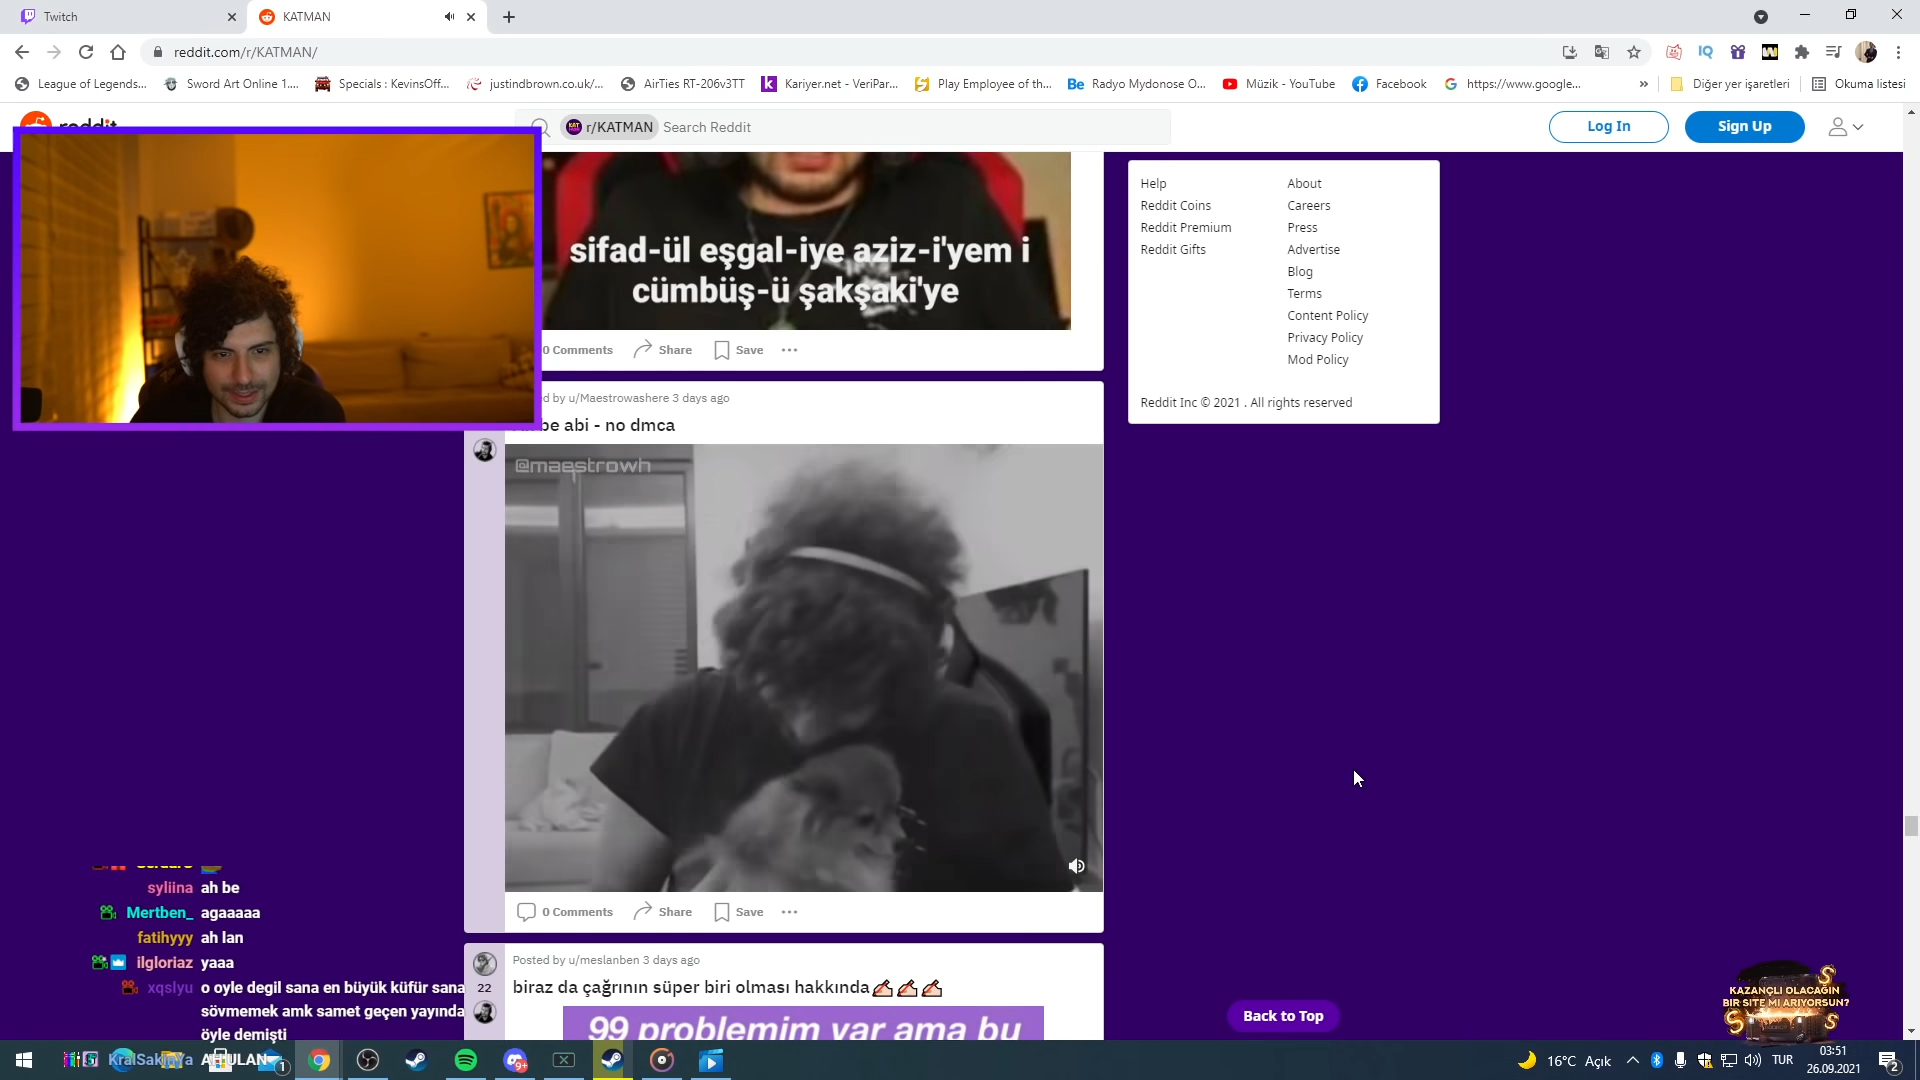 Twitch
KATMAN
reddit.com/r/KATMAN/
League of Legends...
Sword Art Online 1....
Specials : KevinsOff...
justindbrown.co.uk/...
AirTies RT-206v3TT
Kariyer.net - VeriPar...
Play Employee of th...
Be
Radyo Mydonose O...
Müzik - YouTube
Facebook
https://www.google...
»
Diğer yer işaretleri
Okuma listesi
reddit
r/KATMAN
Search Reddit
Log In
Sign Up
sifad-ül eşgal-iye aziz-i'yem i
cümbüş-ü şakşaki'ye
0 Comments
Share
Save
Help
Reddit Coins
Reddit Premium
Reddit Gifts
About
Careers
Press
Advertise
Blog
Terms
Content Policy
Privacy Policy
Mod Policy
Reddit Inc © 2021 . All rights reserved
ed by u/Maestrowashere 3 days ago
be abi - no dmca
@maestrowh
0 Comments
Share
Save
Posted by u/meslanben 3 days ago
22
biraz da çağrının süper biri olması hakkında✍✍✍
99 problemim var ama bu
Back to Top
syliina ah be
Mertben_ agaaaaa
fatihyyy ah lan
ilgloriaz yaaa
xqslyu o oyle degil sana en büyük küfür sana
sövmemek amk samet geçen yayında
öyle demişti
KAZANÇLI OLACAĞIN
BİR SİTE Mİ ARIYORSUN?
16°C Açık
TUR
03:51
26.09.2021